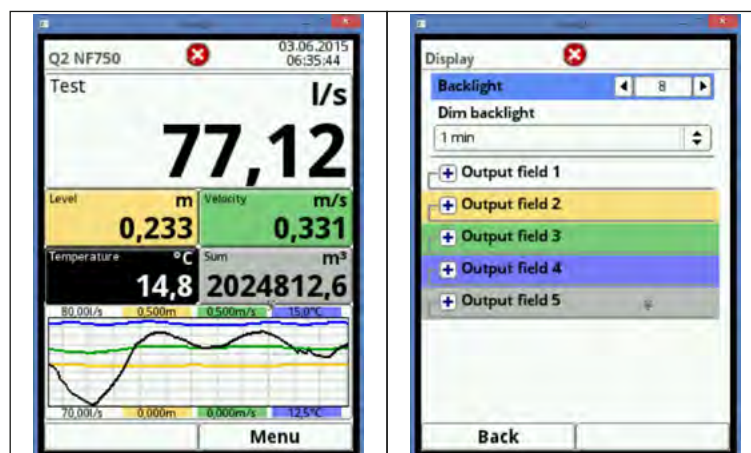 Q2 NF750
03.06.2015
06:35:44
Test
l/s
77,12
Level m
0,233
Velocity m/s
0,331
Temperature °C
14,8
Sum m³
2024812,6
80,00l/s 0,500m 0,500m/s 15,0°C
70,00l/s 0,000m 0,000m/s 12,5°C
Menu
Display
Backlight 8
Dim backlight
1 min
Output field 1
Output field 2
Output field 3
Output field 4
Output field 5
Back